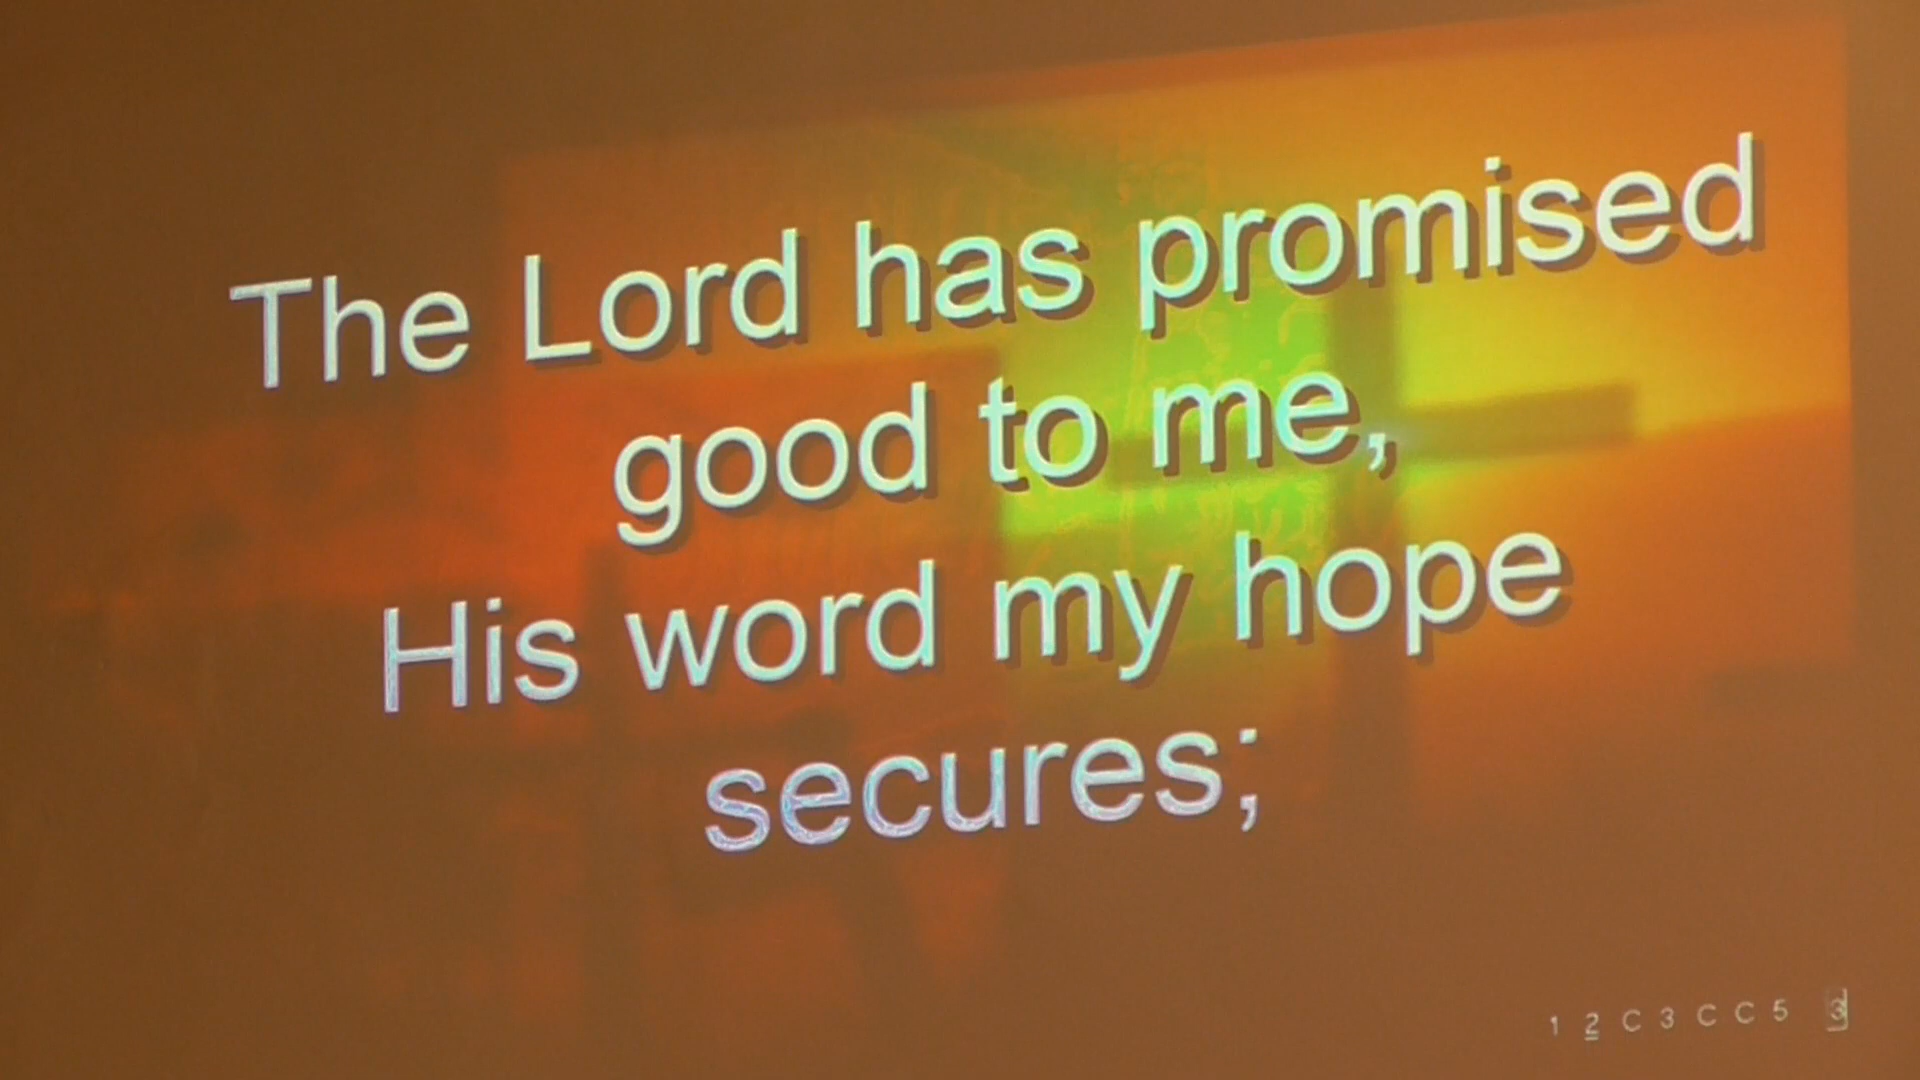 The Lord has promised
good to me,
His word my hope
secures;
1 2 C 3 C C 5 3